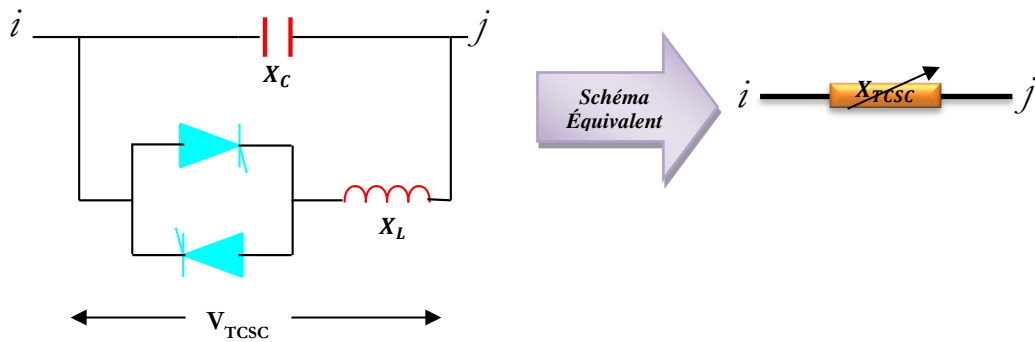 i
j
X_C
X_L
V_TCSC
Schéma
Équivalent
i
X_TCSC
j